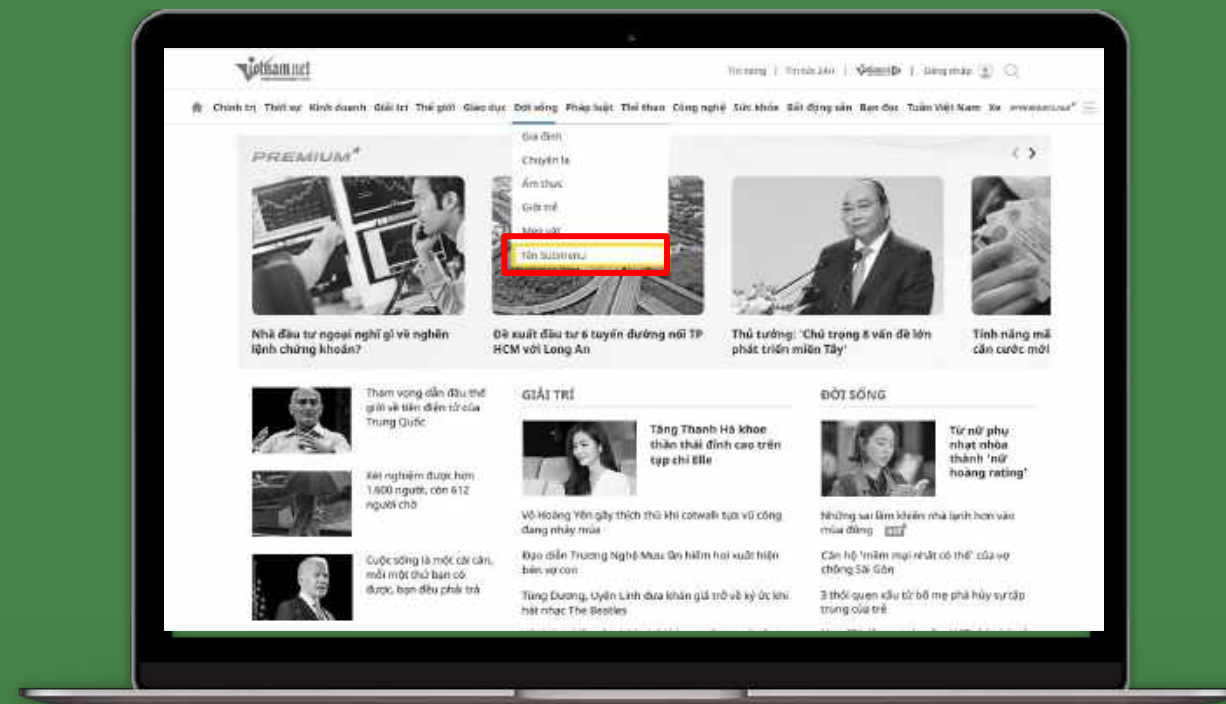 vietnamnet
Tin nóng | Tin tức 24h | | Đăng nhập
Chính trị Thời sự Kinh doanh Giải trí Thế giới Giáo dục Đời sống Pháp luật Thể thao Công nghệ Sức khỏe Bất động sản Bạn đọc Tuần Việt Nam Xe PREMIUM
Gia đình
Chuyện lạ
Ẩm thực
Giới trẻ
Mẹo vặt
Tên Submenu
PREMIUM
Nhà đầu tư ngoại nghĩ gì về nghẽn
lệnh chứng khoán?
Đề xuất đầu tư 6 tuyến đường nối TP
HCM với Long An
Thủ tướng: 'Chú trọng 8 vấn đề lớn
phát triển miền Tây'
Tính năng mã
căn cước mới
Tham vọng dẫn đầu thế
giới về tiền điện tử của
Trung Quốc
Xét nghiệm được hơn
1.600 người, còn 612
người chờ
Cuộc sống là một cái cân,
mỗi một thứ bạn có
được, bạn đều phải trả
GIẢI TRÍ
Tăng Thanh Hà khoe
thần thái đỉnh cao trên
tạp chí Elle
Võ Hoàng Yến gây thích thú khi catwalk tựa vũ công
đang nhảy múa
Đạo diễn Trương Nghệ Mưu lần hiếm hoi xuất hiện
bên vợ con
Tùng Dương, Uyên Linh đưa khán giả trở về ký ức khi
hát nhạc The Beatles
ĐỜI SỐNG
Từ nữ phụ
nhạt nhòa
thành 'nữ
hoàng rating'
Những sai lầm khiến nhà lạnh hơn vào
mùa đông
Căn hộ 'mềm mại nhất có thể' của vợ
chồng Sài Gòn
3 thói quen xấu từ bố mẹ phá hủy sự tập
trung của trẻ